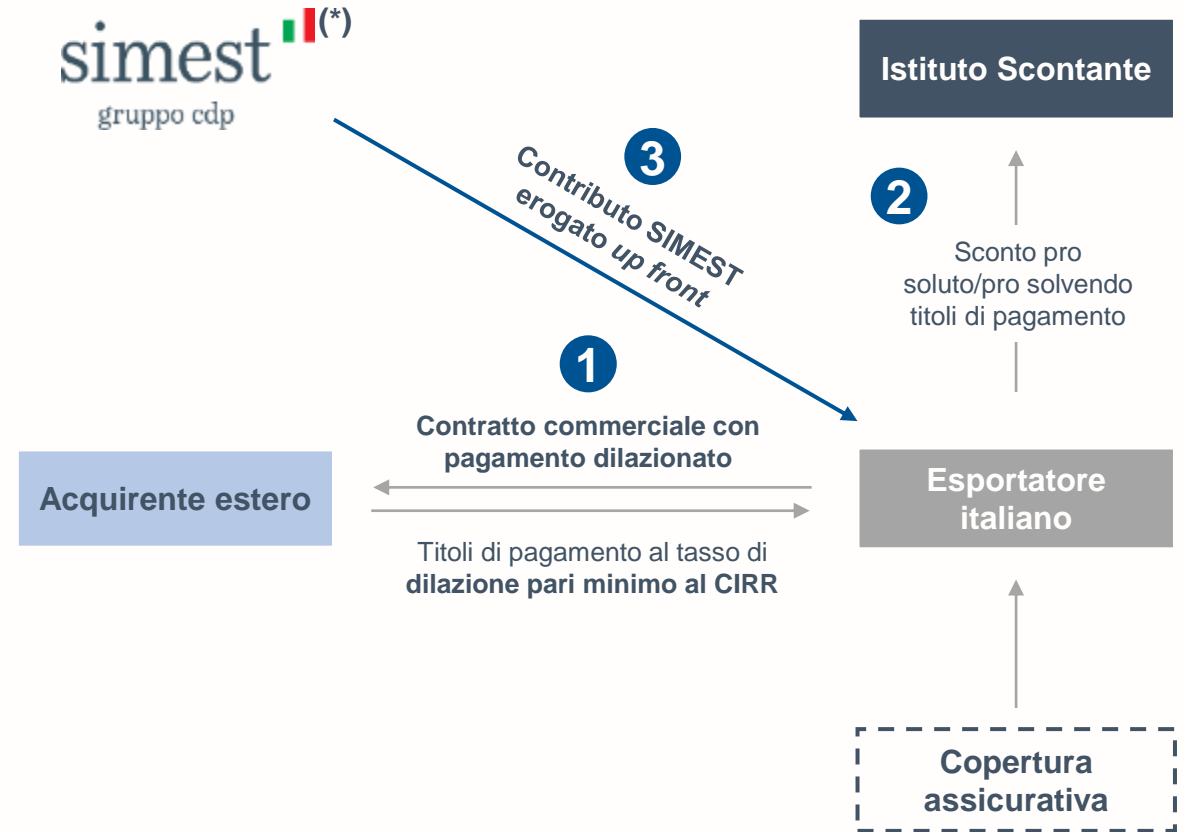 simest (*)
gruppo cdp
Istituto Scontante
3
Contributo SIMEST
erogato up front
2
Sconto pro
soluto/pro solvendo
titoli di pagamento
1
Contratto commerciale con
pagamento dilazionato
Acquirente estero
Esportatore
italiano
Titoli di pagamento al tasso di
dilazione pari minimo al CIRR
Copertura
assicurativa